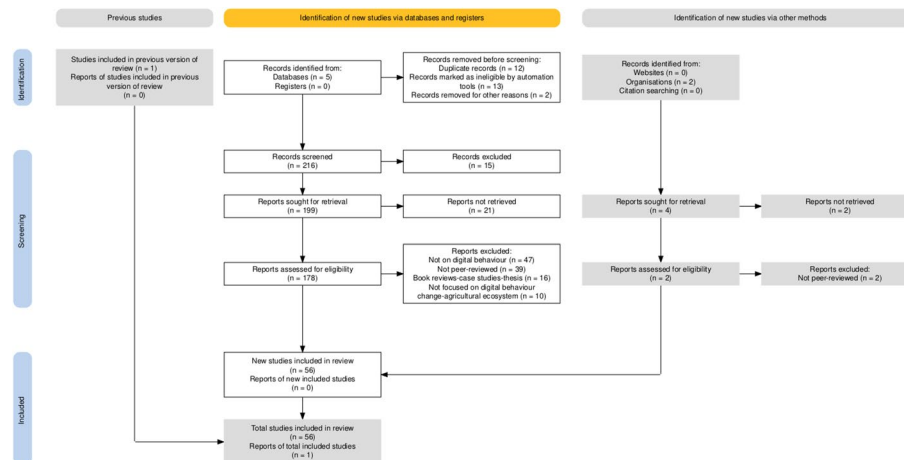 Previous studies
Identification of new studies via databases and registers
Identification of new studies via other methods
Identification
Studies included in previous version of
review (n = 1)
Reports of studies included in previous
version of review
(n = 0)
Records identified from:
Databases (n = 5)
Registers (n = 0)
Records removed before screening:
Duplicate records (n = 12)
Records marked as ineligible by automation
tools (n = 13)
Records removed for other reasons (n = 2)
Records identified from:
Websites (n = 0)
Organisations (n = 2)
Citation searching (n = 0)
Screening
Records screened
(n = 216)
Records excluded
(n = 15)
Reports sought for retrieval
(n = 199)
Reports not retrieved
(n = 21)
Reports sought for retrieval
(n = 4)
Reports not retrieved
(n = 2)
Reports assessed for eligibility
(n = 178)
Reports excluded:
Not on digital behaviour (n = 47)
Not peer-reviewed (n = 39)
Book reviews-case studies-thesis (n = 16)
Not focused on digital behaviour
change-agricultural ecosystem (n = 10)
Reports assessed for eligibility
(n = 2)
Reports excluded:
Not peer-reviewed (n = 2)
Included
New studies included in review
(n = 56)
Reports of new included studies
(n = 0)
Total studies included in review
(n = 56)
Reports of total included studies
(n = 1)